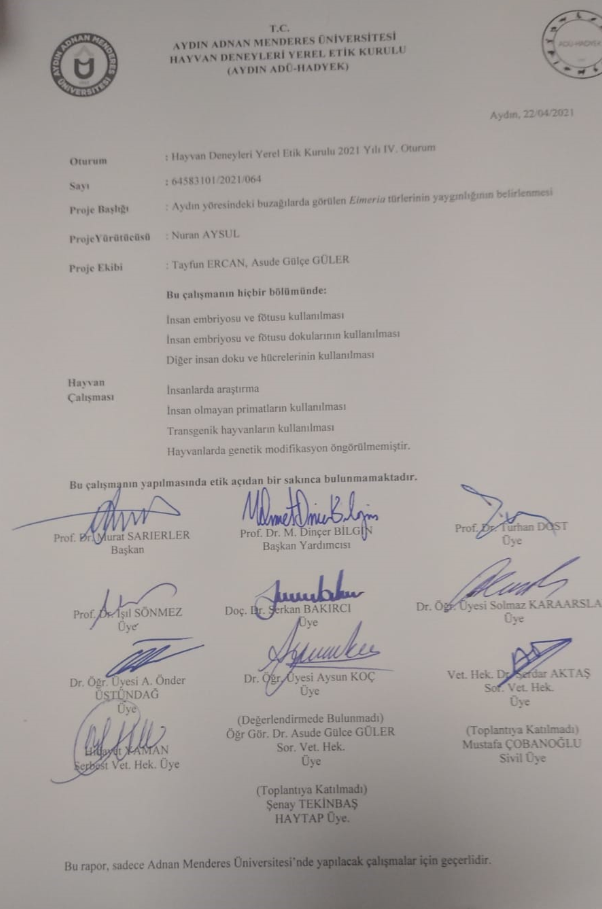 T.C.
AYDIN ADNAN MENDERES ÜNİVERSİTESİ
HAYVAN DENEYLERİ YEREL ETİK KURULU
(AYDIN ADÜ-HADYEK)
AYDIN ADNAN MENDERES ÜNİVERSİTESİ
Aydın, 22/04/2021
Oturum : Hayvan Deneyleri Yerel Etik Kurulu 2021 Yılı IV. Oturum
Sayı : 64583101/2021/064
Proje Başlığı : Aydın yöresindeki buzağılarda görülen Eimeria türlerinin yaygınlığının belirlenmesi
ProjeYürütücüsü : Nuran AYSUL
Proje Ekibi : Tayfun ERCAN, Asude Gülçe GÜLER
Bu çalışmanın hiçbir bölümünde:
İnsan embriyosu ve fötusu kullanılması
İnsan embriyosu ve fötusu dokularının kullanılması
Diğer insan doku ve hücrelerinin kullanılması
Hayvan Çalışması
İnsanlarda araştırma
İnsan olmayan primatların kullanılması
Transgenik hayvanların kullanılması
Hayvanlarda genetik modifikasyon öngörülmemiştir.
Bu çalışmanın yapılmasında etik açıdan bir sakınca bulunmamaktadır.
Prof. Dr. Murat SARIERLER
Başkan
Prof. Dr. M. Dinçer BİLGİN
Başkan Yardımcısı
Prof. Dr. Turhan DOST
Üye
Prof. Dr. Işıl SÖNMEZ
Üye
Doç. Dr. Serkan BAKIRCI
Üye
Dr. Öğr. Üyesi Solmaz KARAARSLA
Üye
Dr. Öğr. Üyesi A. Önder
ÜSTÜNDAĞ
Üye
Dr. Öğr. Üyesi Aysun KOÇ
Üye
Vet. Hek. Dr. Serdar AKTAŞ
Sor. Vet. Hek.
Üye
YAMAN
Serbest Vet. Hek. Üye
(Değerlendirmede Bulunmadı)
Öğr Gör. Dr. Asude Gülce GÜLER
Sor. Vet. Hek.
Üye
(Toplantıya Katılmadı)
Mustafa ÇOBANOĞLU
Sivil Üye
(Toplantıya Katılmadı)
Şenay TEKİNBAŞ
HAYTAP Üye.
Bu rapor, sadece Adnan Menderes Üniversitesi'nde yapılacak çalışmalar için geçerlidir.